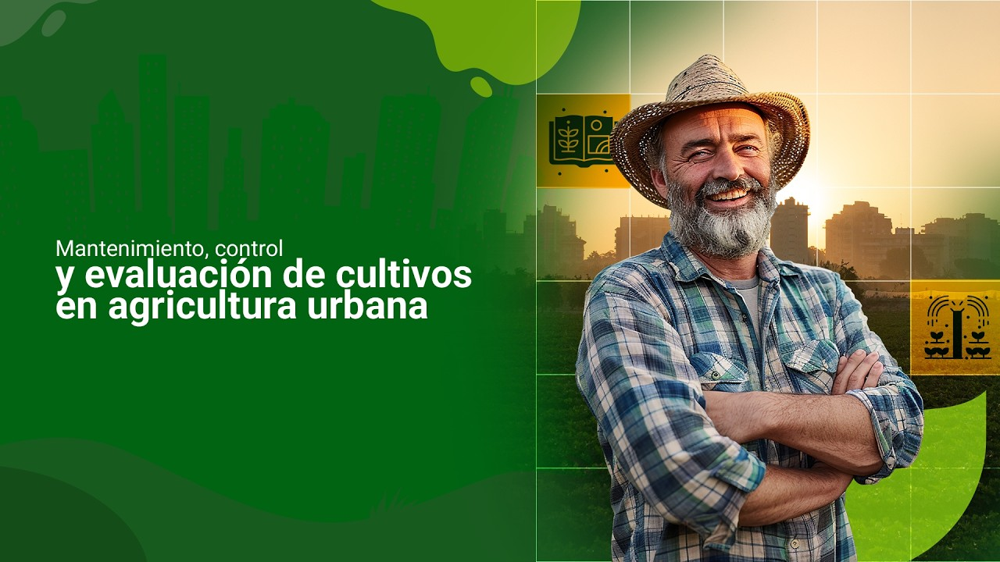 Mantenimiento, control
y evaluación de cultivos
en agricultura urbana